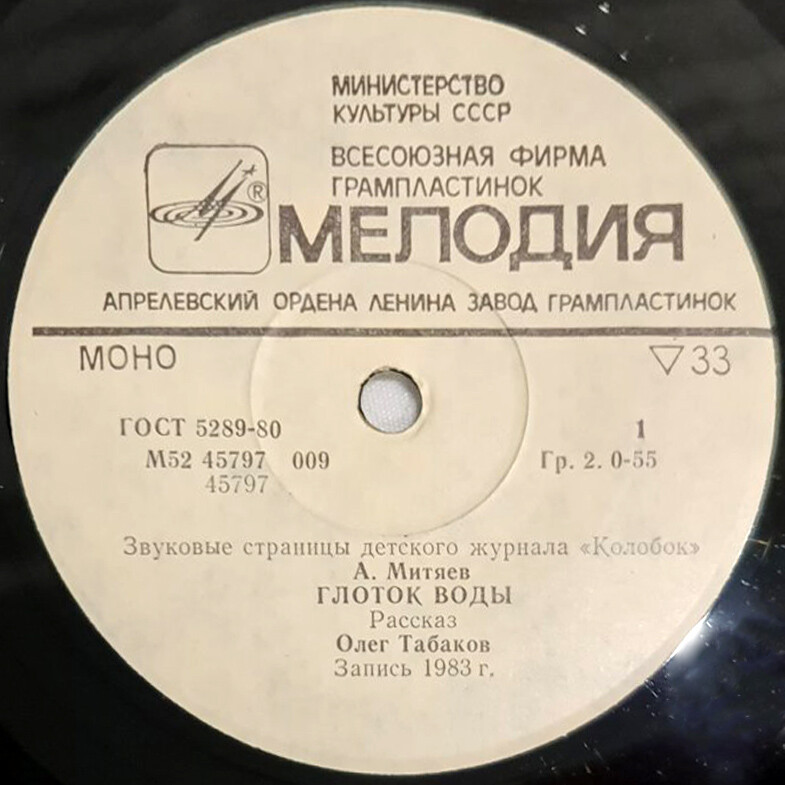 МИНИСТЕРСТВО
КУЛЬТУРЫ СССР
ВСЕСОЮЗНАЯ ФИРМА
ГРАМПЛАСТИНОК
®
МЕЛОДИЯ
АПРЕЛЕВСКИЙ ОРДЕНА ЛЕНИНА ЗАВОД ГРАМПЛАСТИНОК
МОНО ▽33
ГОСТ 5289-80 1
М52 45797 009 Гр. 2. 0-55
45797
Звуковые страницы детского журнала «Колобок»
А. Митяев
ГЛОТОК ВОДЫ
Рассказ
Олег Табаков
Запись 1983 г.